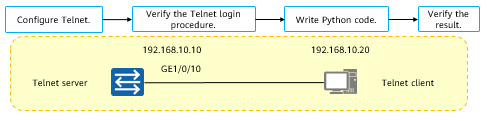 Configure Telnet.
Verify the Telnet login
procedure.
Write Python code.
Verify the
result.
192.168.10.10
192.168.10.20
GE1/0/10
Telnet server
Telnet client